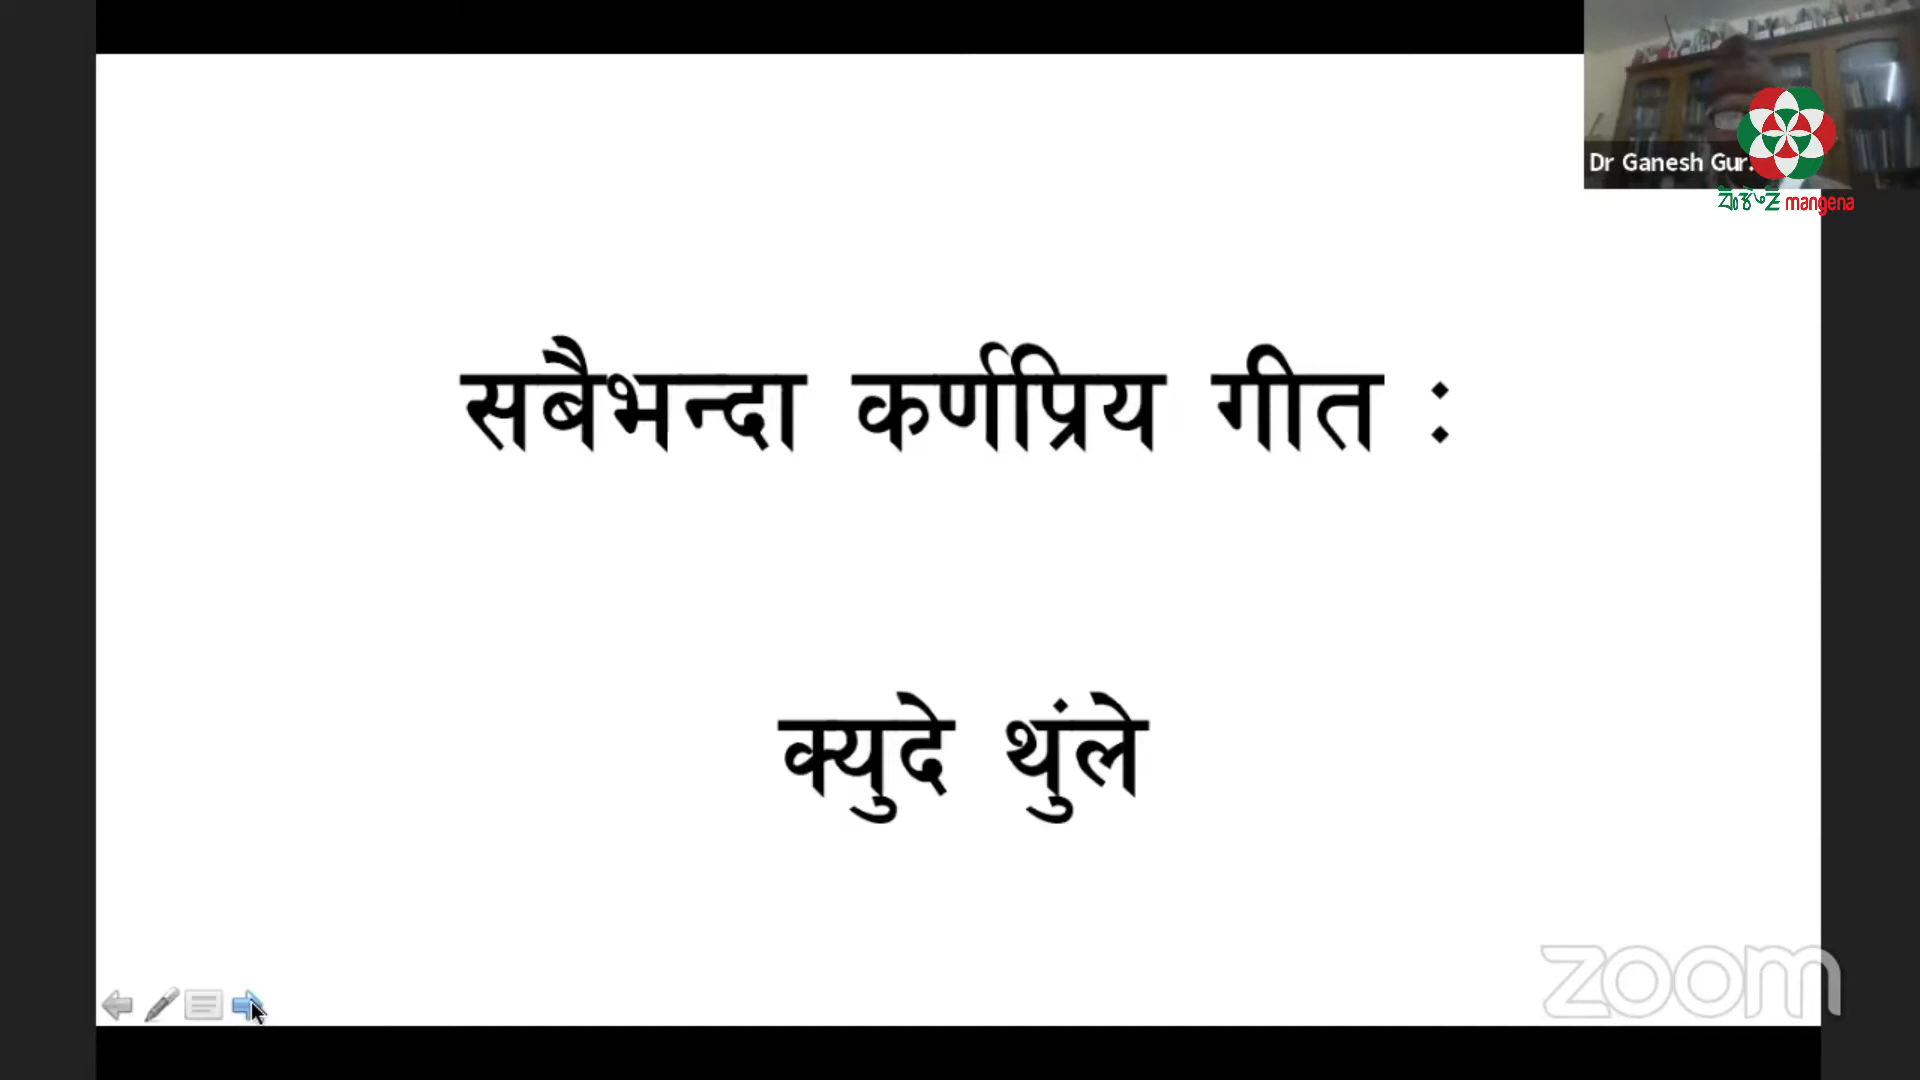 Dr Ganesh Gur
mangena
सबैभन्दा कर्णप्रिय गीत :
क्युदे थुंले
zoom